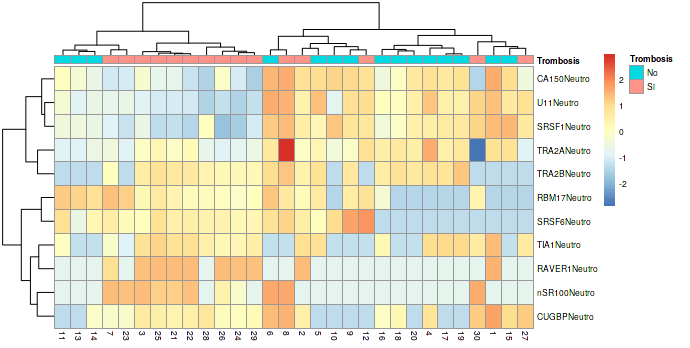 Trombosis
Trombosis
No
SI
2
1
0
-1
-2
CA150Neutro
U11Neutro
SRSF1Neutro
TRA2ANeutro
TRA2BNeutro
RBM17Neutro
SRSF6Neutro
TIA1Neutro
RAVER1Neutro
nSR100Neutro
CUGBPNeutro
11 13 14 7 23 3 25 21 22 28 26 24 29 6 8 2 5 10 9 12 16 18 20 4 17 19 30 1 15 27